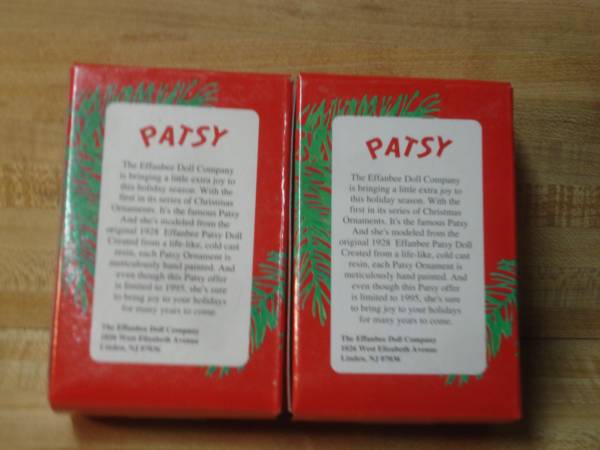 PATSY
The Effanbee Doll Company
is bringing a little extra joy to
this holiday season. With the
first in its series of Christmas
Ornaments. It's the famous Patsy
And she's modeled from the
original 1928 Effanbee Patsy Doll
Created from a life-like, cold cast
resin, each Patsy Ornament is
meticulously hand painted. And
even though this Patsy offer
is limited to 1995, she's sure
to bring joy to your holidays
for many years to come.
The Effanbee Doll Company
1026 West Elizabeth Avenue
Linden, NJ 07036
PATSY
The Effanbee Doll Company
is bringing a little extra joy to
this holiday season. With the
first in its series of Christmas
Ornaments. It's the famous Patsy
And she's modeled from the
original 1928 Effanbee Patsy Doll
Created from a life-like, cold cast
resin, each Patsy Ornament is
meticulously hand painted. And
even though this Patsy offer
is limited to 1995, she's sure
to bring joy to your holidays
for many years to come.
The Effanbee Doll Company
1026 West Elizabeth Avenue
Linden, NJ 07036